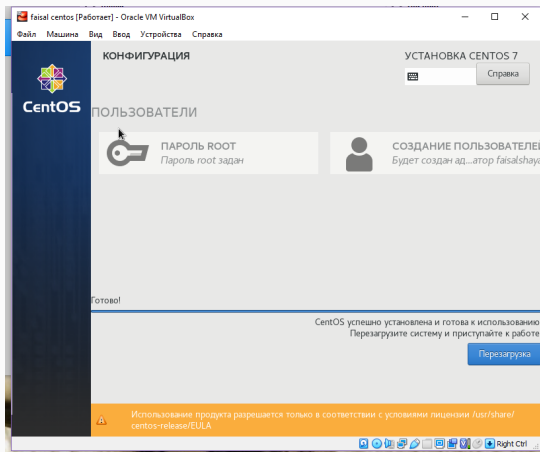 faisal centos [Работает] - Oracle VM VirtualBox
Файл Машина Вид Ввод Устройства Справка
КОНФИГУРАЦИЯ
УСТАНОВКА CENTOS 7
Справка
CentOS
ПОЛЬЗОВАТЕЛИ
ПАРОЛЬ ROOT
Пароль root задан
СОЗДАНИЕ ПОЛЬЗОВАТЕЛЕ
Будет создан ад...атор faisalshaya
Готово!
CentOS успешно установлена и готова к использованию
Перезагрузите систему и приступайте к работе
Перезагрузка
Использование продукта разрешается только в соответствии с условиями лицензии /usr/share/
centos-release/EULA
Right Ctrl